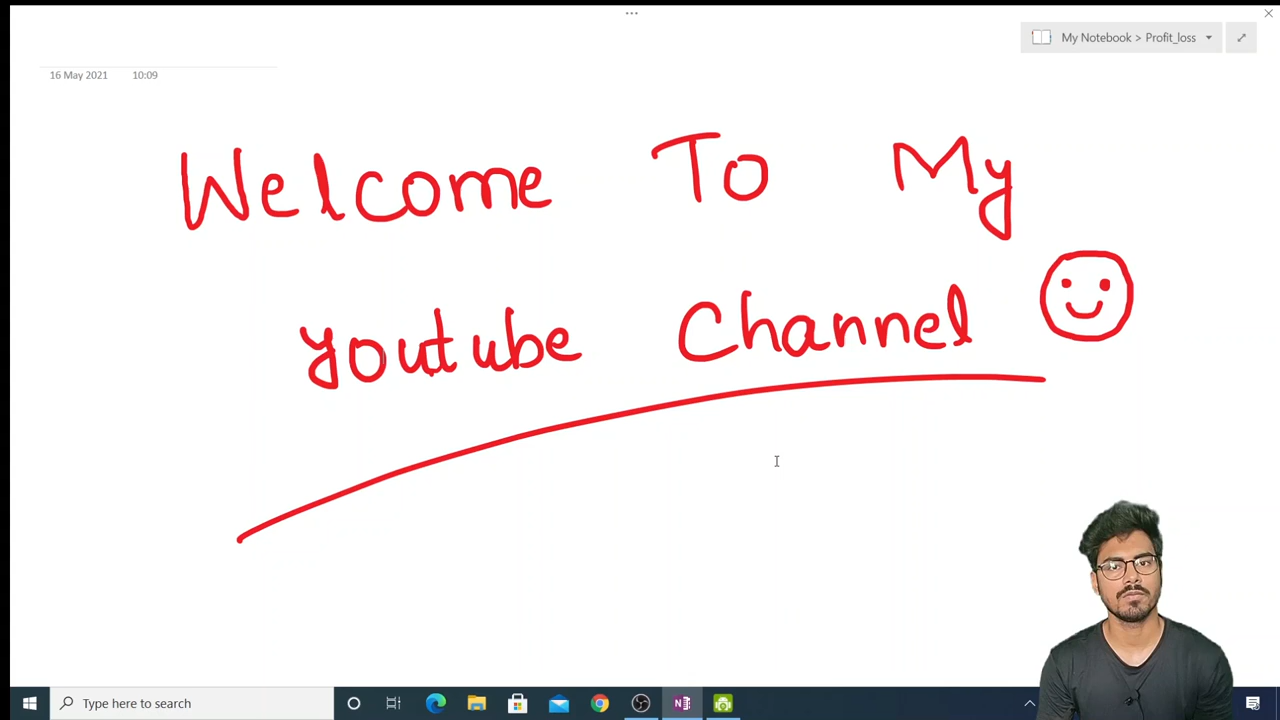 My Notebook > Profit_loss
16 May 2021 10:09
Welcome To My
youtube Channel
Type here to search